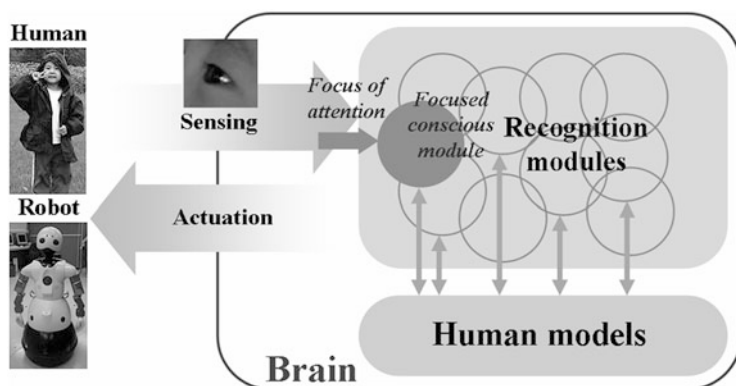 Human
Robot
Sensing
Actuation
Focus of
attention
Focused
conscious
module
Recognition
modules
Human models
Brain